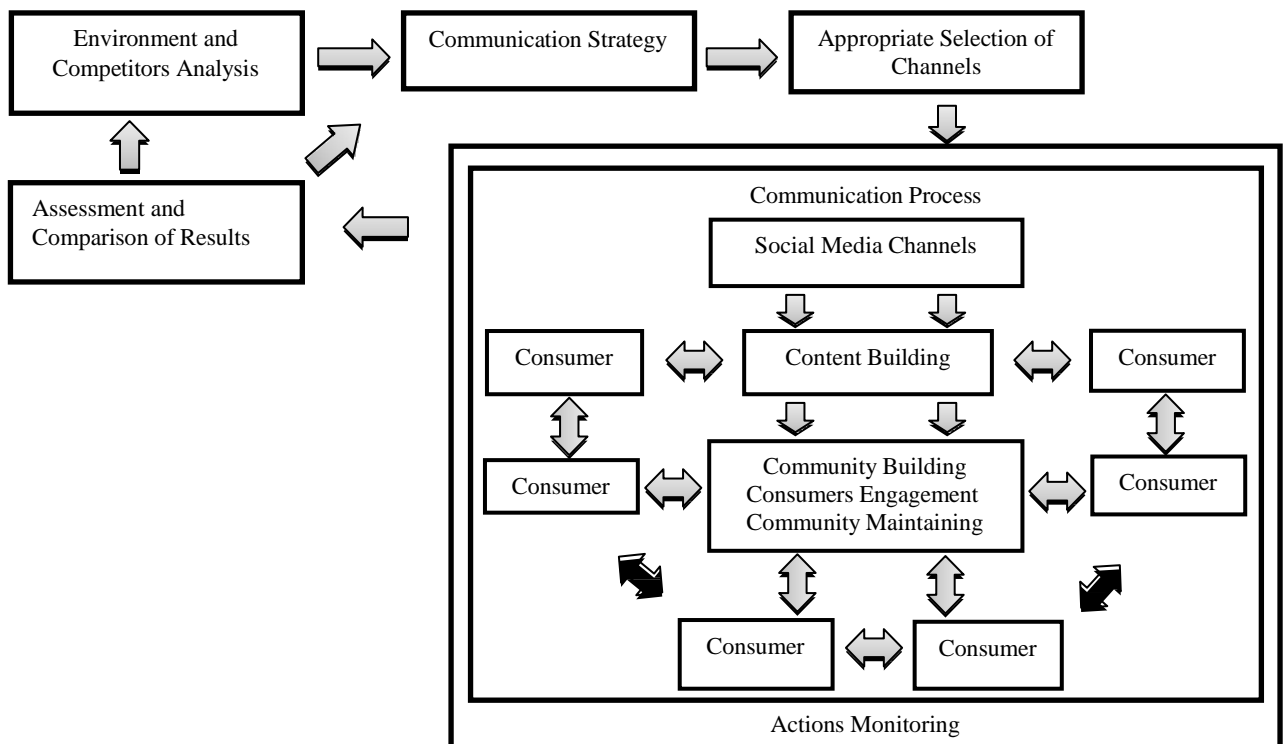 Environment and
Competitors Analysis
Communication Strategy
Appropriate Selection of
Channels
Assessment and
Comparison of Results
Communication Process
Social Media Channels
Consumer
Content Building
Consumer
Consumer
Community Building
Consumers Engagement
Community Maintaining
Consumer
Consumer
Consumer
Actions Monitoring